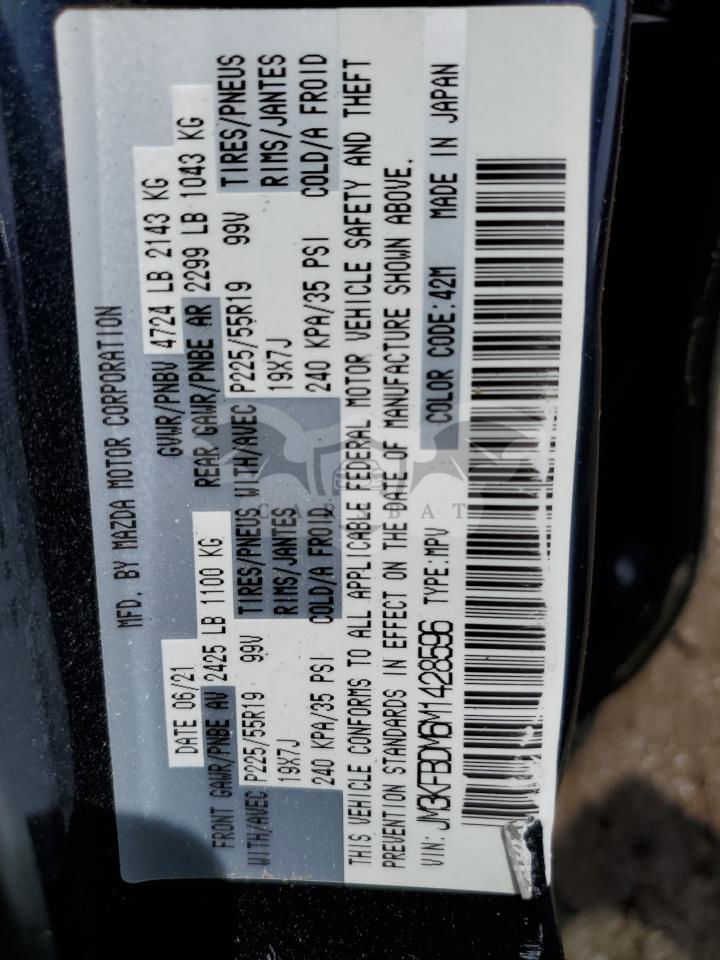 MFD. BY MAZDA MOTOR CORPORATION
DATE 06/21 GVWR/PNBV 4724 LB 2143 KG
FRONT GAWR/PNBE AV 2425 LB 1100 KG REAR GAWR/PNBE AR 2299 LB 1043 KG
WITH/AVEC P225/55R19 99V TIRES/PNEUS WITH/AVEC P225/55R19 99V TIRES/PNEUS
19X7J RIMS/JANTES 19X7J RIMS/JANTES
240 KPA/35 PSI COLD/A FROID 240 KPA/35 PSI COLD/A FROID
THIS VEHICLE CONFORMS TO ALL APPLICABLE FEDERAL MOTOR VEHICLE SAFETY AND THEFT
PREVENTION STANDARDS IN EFFECT ON THE DATE OF MANUFACTURE SHOWN ABOVE.
VIN: JM3KFBDM6M1428596 TYPE: MPV COLOR CODE: 42M MADE IN JAPAN
CARCBAT